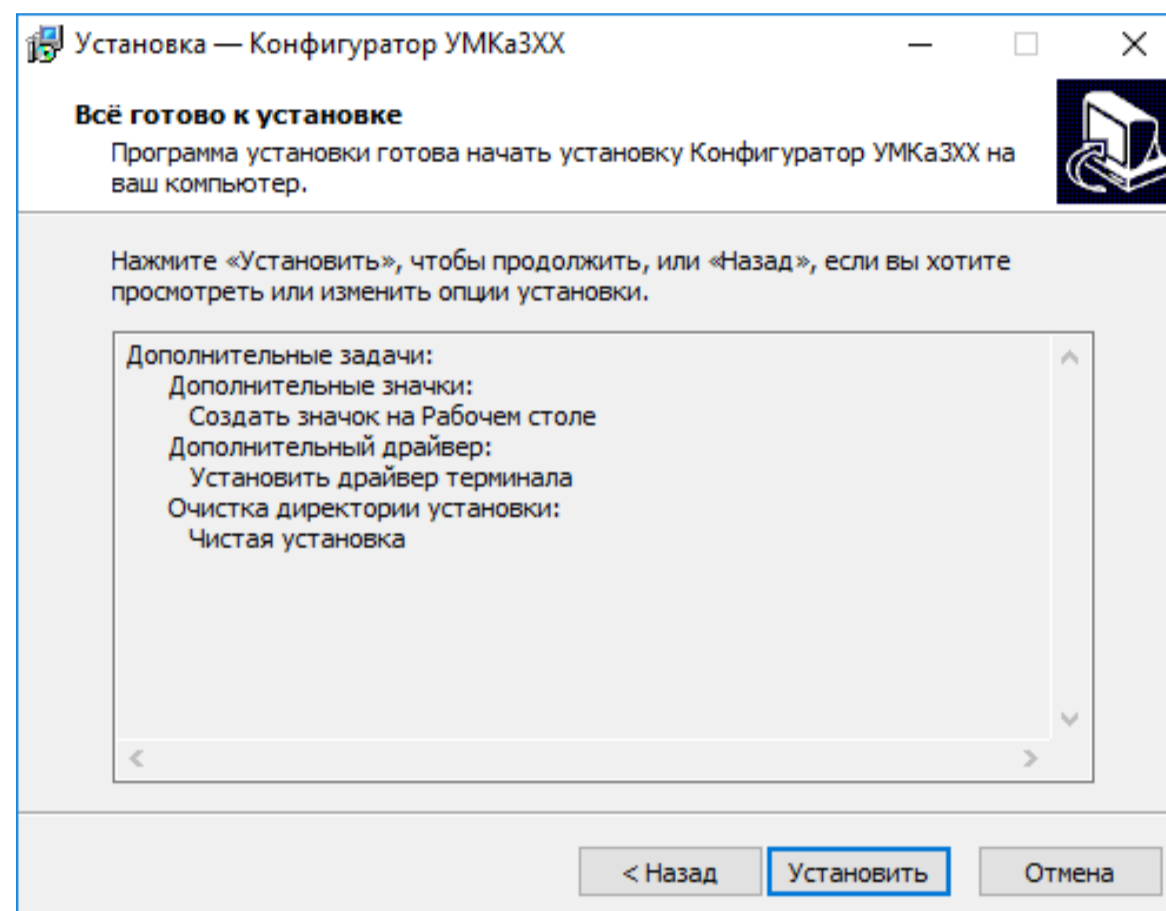 Установка — Конфигуратор УМКа3ХХ
Всё готово к установке
Программа установки готова начать установку Конфигуратор УМКа3ХХ на
ваш компьютер.
Нажмите «Установить», чтобы продолжить, или «Назад», если вы хотите
просмотреть или изменить опции установки.
Дополнительные задачи:
Дополнительные значки:
Создать значок на Рабочем столе
Дополнительный драйвер:
Установить драйвер терминала
Очистка директории установки:
Чистая установка
< Назад Установить Отмена